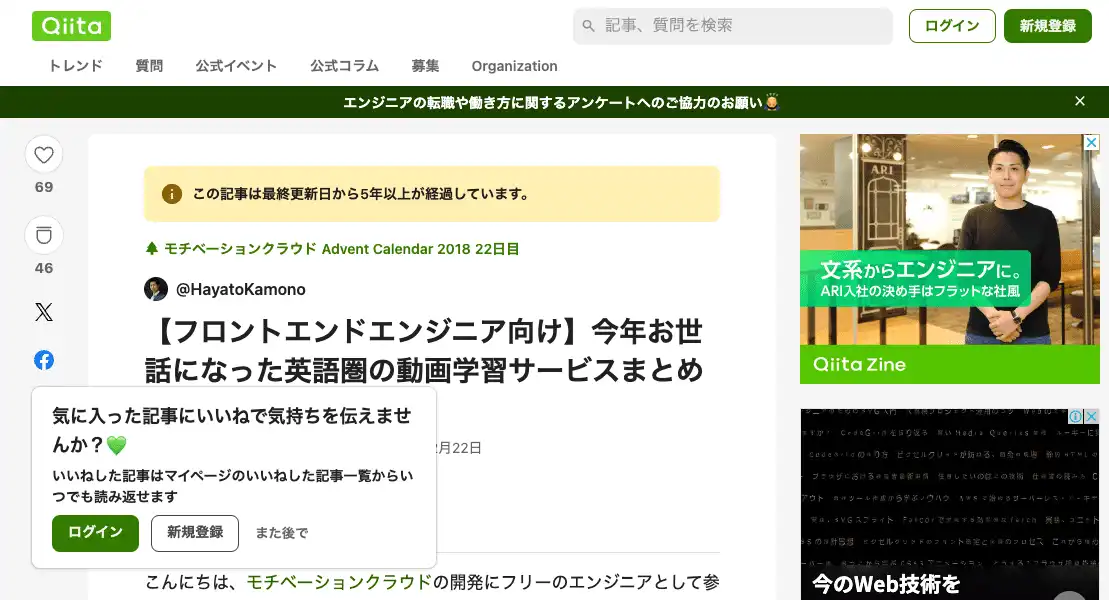 Qiita
記事、質問を検索
ログイン
新規登録
トレンド
質問
公式イベント
公式コラム
募集
Organization
エンジニアの転職や働き方に関するアンケートへのご協力のお願い
69
46
この記事は最終更新日から5年以上が経過しています。
モチベーションクラウド Advent Calendar 2018 22日目
@HayatoKamono
【フロントエンドエンジニア向け】今年お世
話になった英語圏の動画学習サービスまとめ
月22日
気に入った記事にいいねで気持ちを伝えませ
んか？💚
いいねした記事はマイページのいいねした記事一覧からい
つでも読み返せます
ログイン
新規登録
また後で
こんにちは、モチベーションクラウドの開発にフリーのエンジニアとして参
ARI
文系からエンジニアに。
ARI入社の決め手はフラットな社風
Qiita Zine
今のWeb技術を